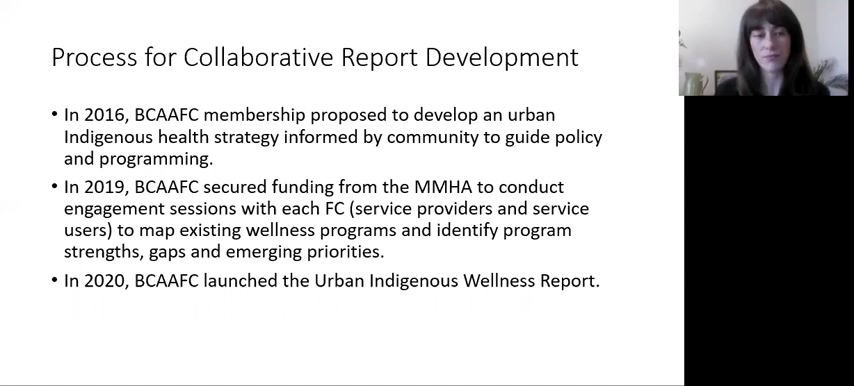 Process for Collaborative Report Development
• In 2016, BCAAFC membership proposed to develop an urban
Indigenous health strategy informed by community to guide policy
and programming.
• In 2019, BCAAFC secured funding from the MMHA to conduct
engagement sessions with each FC (service providers and service
users) to map existing wellness programs and identify program
strengths, gaps and emerging priorities.
• In 2020, BCAAFC launched the Urban Indigenous Wellness Report.